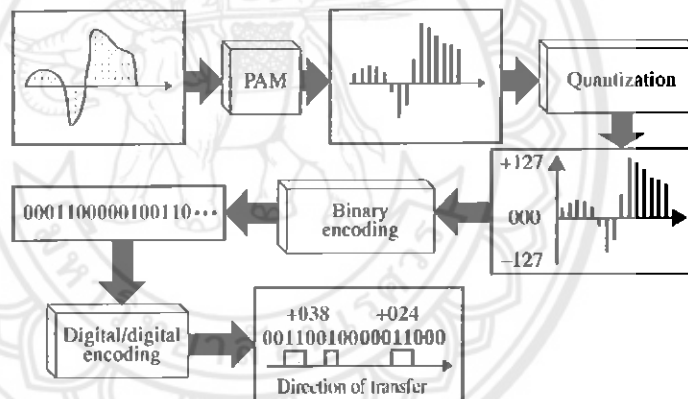 PAM
Quantization
+127
000
−127
Binary
encoding
0001100000100110···
Digital/digital
encoding
+038 +024
00110010000011000
Direction of transfer